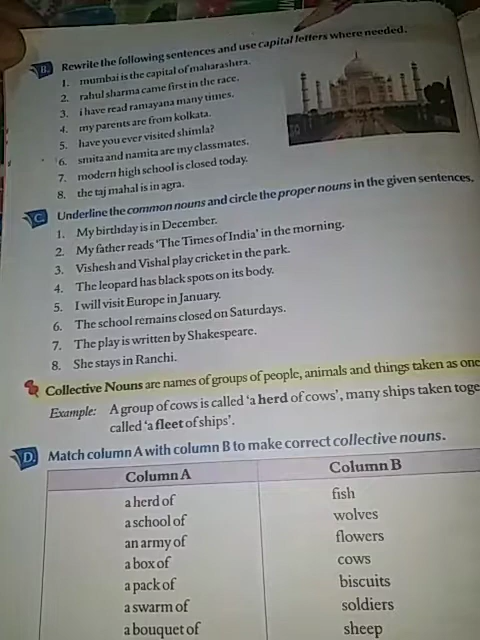 B. Rewrite the following sentences and use capital letters where needed.
1. mumbai is the capital of maharashtra.
2. rahul sharma came first in the race.
3. i have read ramayana many times.
4. my parents are from kolkata.
5. have you ever visited shimla?
6. smita and namita are my classmates.
7. modern high school is closed today.
8. the taj mahal is in agra.
C. Underline the common nouns and circle the proper nouns in the given sentences.
1. My birthday is in December.
2. My father reads 'The Times of India' in the morning.
3. Vishesh and Vishal play cricket in the park.
4. The leopard has black spots on its body.
5. I will visit Europe in January.
6. The school remains closed on Saturdays.
7. The play is written by Shakespeare.
8. She stays in Ranchi.
Collective Nouns are names of groups of people, animals and things taken as one
Example: A group of cows is called 'a herd of cows', many ships taken toge
called 'a fleet of ships'.
D. Match column A with column B to make correct collective nouns.
Column A Column B
a herd of fish
a school of wolves
an army of flowers
a box of cows
a pack of biscuits
a swarm of soldiers
a bouquet of sheep